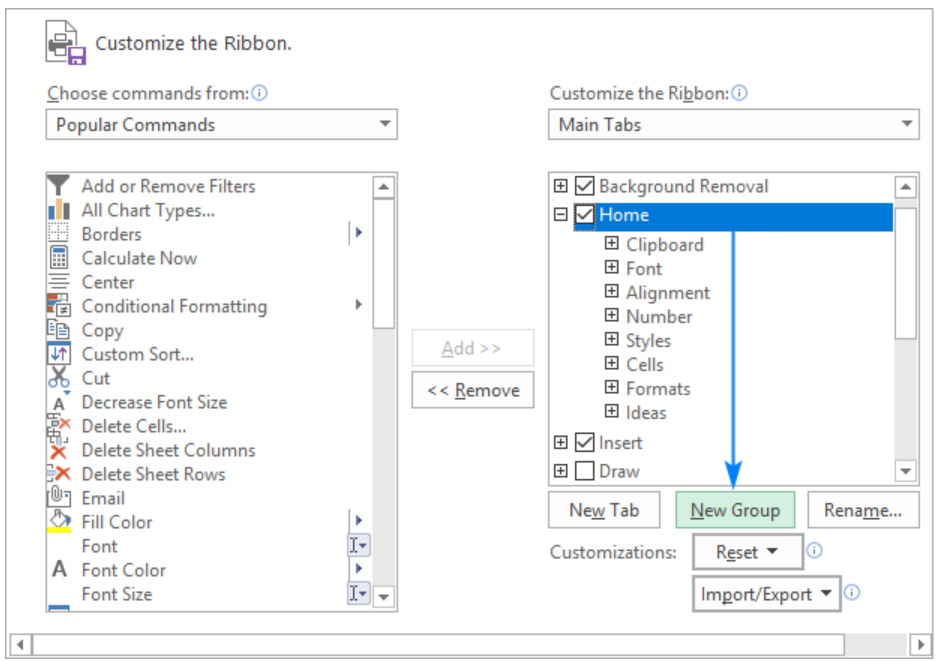 Customize the Ribbon.
Choose commands from:
Popular Commands
Add or Remove Filters
All Chart Types...
Borders
Calculate Now
Center
Conditional Formatting
Copy
Custom Sort...
Cut
Decrease Font Size
Delete Cells...
Delete Sheet Columns
Delete Sheet Rows
Email
Fill Color
Font
Font Color
Font Size
Add >>
<< Remove
Customize the Ribbon:
Main Tabs
Background Removal
Home
Clipboard
Font
Alignment
Number
Styles
Cells
Formats
Ideas
Insert
Draw
New Tab
New Group
Rename...
Customizations:
Reset
Import/Export